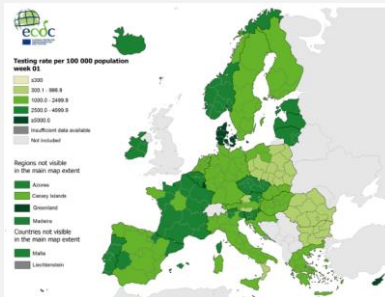 ecdc
Testing rate per 100 000 population
week 01
≤300
300.1 - 999.9
1000.0 - 2499.9
2500.0 - 4999.9
≥5000.0
Insufficient data available
Not included
Regions not visible
in the main map extent
Azores
Canary Islands
Greenland
Madeira
Countries not visible
in the main map extent
Malta
Liechtenstein